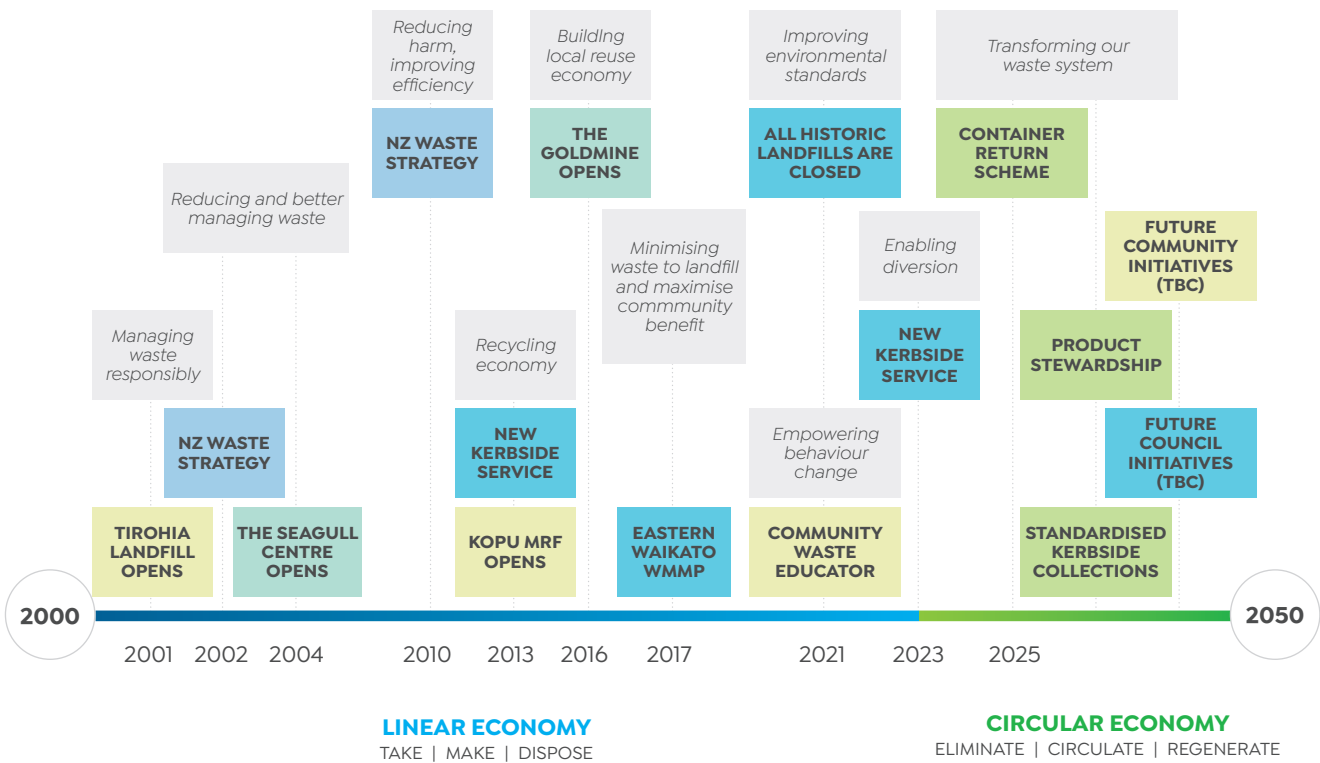 Reducing
harm,
improving
efficiency
NZ WASTE
STRATEGY
BuildIng
local reuse
economy
THE
GOLDMINE
OPENS
Improving
environmental
standards
ALL HISTORIC
LANDFILLS ARE
CLOSED
Transforming our
waste system
CONTAINER
RETURN
SCHEME
Reducing and better
managing waste
Minimising
waste to landfill
and maximise
commmunity
benefit
Enabling
diversion
FUTURE
COMMUNITY
INITIATIVES
(TBC)
Managing
waste
responsibly
Recycling
economy
NEW
KERBSIDE
SERVICE
PRODUCT
STEWARDSHIP
NZ WASTE
STRATEGY
NEW
KERBSIDE
SERVICE
Empowering
behaviour
change
FUTURE
COUNCIL
INITIATIVES
(TBC)
TIROHIA
LANDFILL
OPENS
THE SEAGULL
CENTRE
OPENS
KOPU MRF
OPENS
EASTERN
WAIKATO
WMMP
COMMUNITY
WASTE
EDUCATOR
STANDARDISED
KERBSIDE
COLLECTIONS
2000
2050
2001 2002 2004 2010 2013 2016 2017 2021 2023 2025
LINEAR ECONOMY
TAKE | MAKE | DISPOSE
CIRCULAR ECONOMY
ELIMINATE | CIRCULATE | REGENERATE